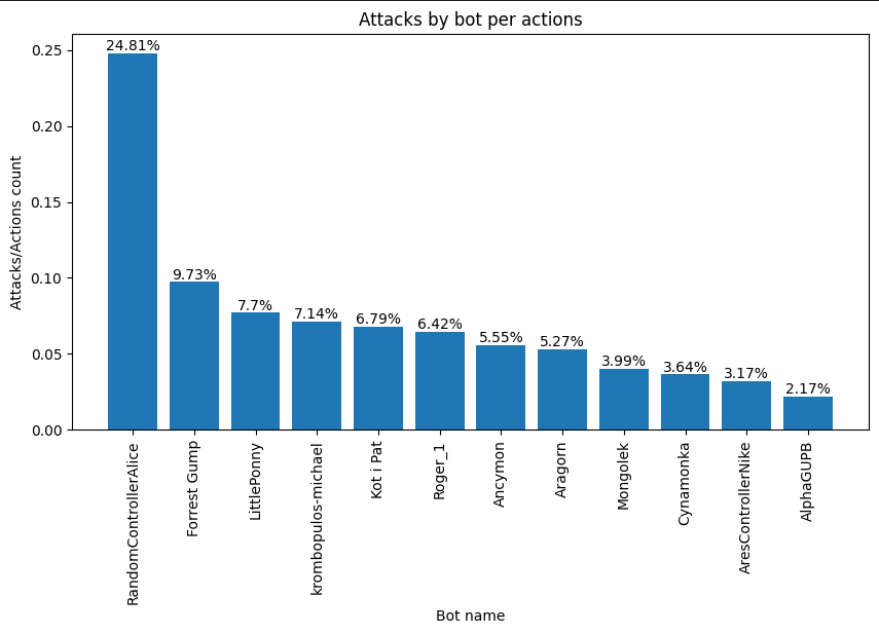 Attacks by bot per actions
Attacks/Actions count
0.25
0.20
0.15
0.10
0.05
0.00
24.81%
9.73%
7.7%
7.14%
6.79%
6.42%
5.55%
5.27%
3.99%
3.64%
3.17%
2.17%
RandomControllerAlice
Forrest Gump
LittlePonny
krombopulos-michael
Kot i Pat
Roger_1
Ancymon
Aragorn
Mongolek
Cynamonka
AresControllerNike
AlphaGUPB
Bot name